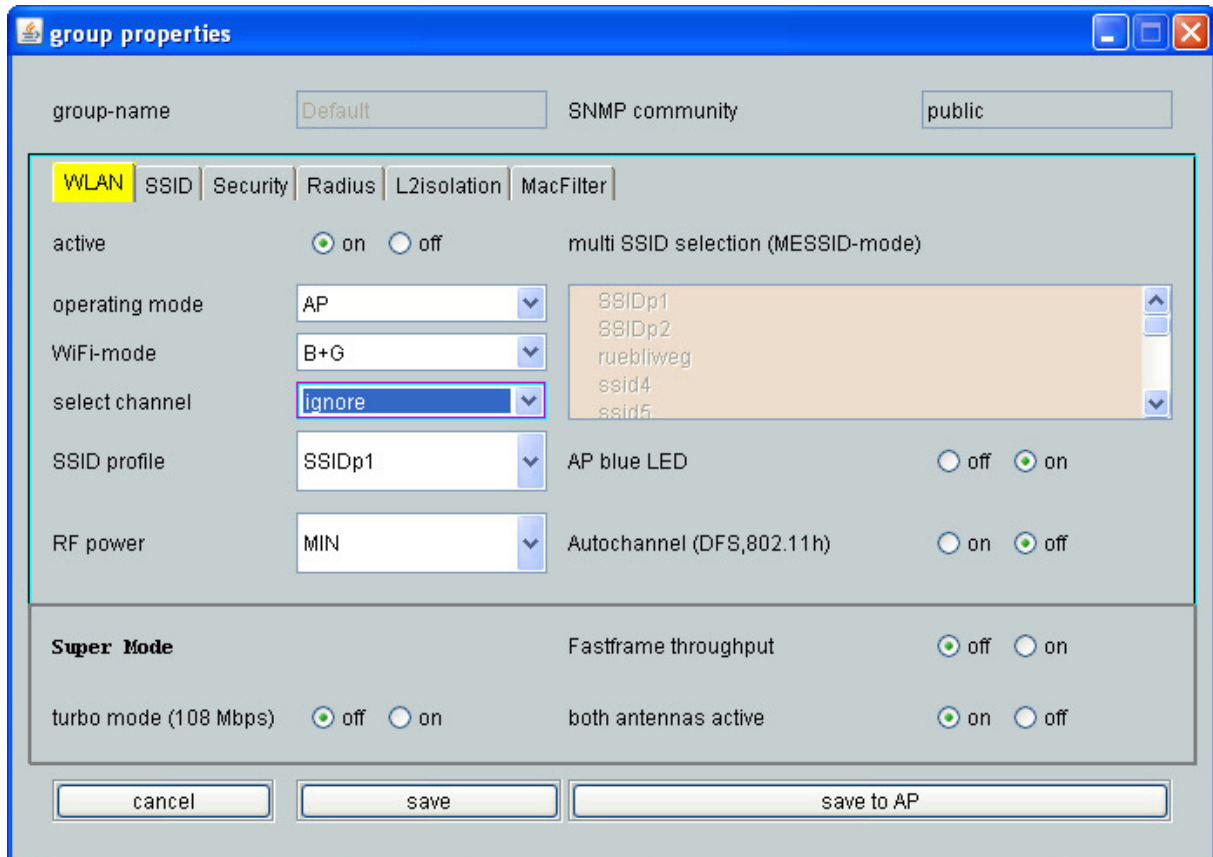 group properties
group-name Default SNMP community public
WLAN SSID Security Radius L2isolation MacFilter
active on off multi SSID selection (MESSID-mode)
operating mode AP SSIDp1
SSIDp2
WiFi-mode B+G ruebliweg
select channel ignore ssid4
ssid5
SSID profile SSIDp1 AP blue LED off on
RF power MIN Autochannel (DFS,802.11h) on off
Super Mode Fastframe throughput off on
turbo mode (108 Mbps) off on both antennas active on off
cancel save save to AP